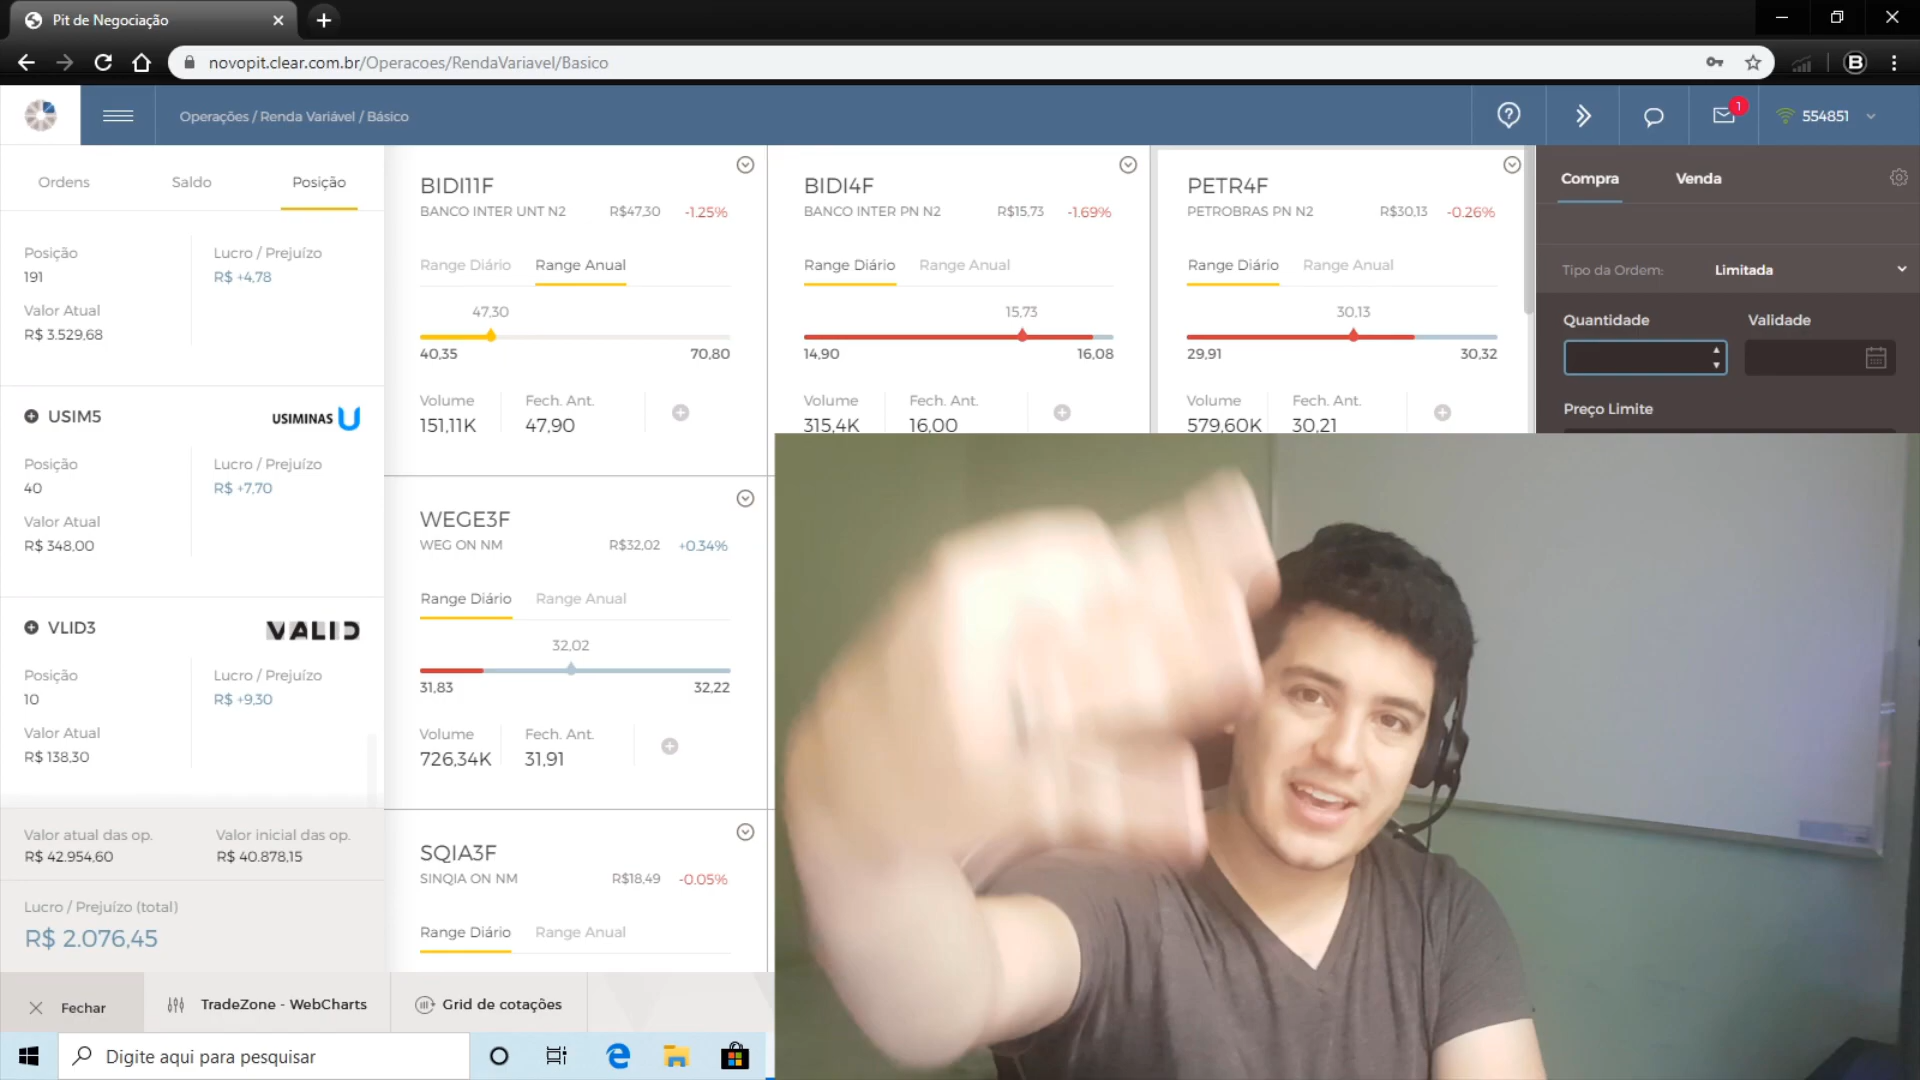 Pit de Negociação
novopit.clear.com.br/Operacoes/RendaVariavel/Basico
B
Operações / Renda Variável / Básico
1
554851
Ordens
Saldo
Posição
Posição
191
Lucro / Prejuízo
R$ +4,78
Valor Atual
R$ 3.529,68
USIM5
USIMINAS U
Posição
40
Lucro / Prejuízo
R$ +7,70
Valor Atual
R$ 348,00
VLID3
VALID
Posição
10
Lucro / Prejuízo
R$ +9,30
Valor Atual
R$ 138,30
Valor atual das op.
R$ 42.954,60
Valor inicial das op.
R$ 40.878,15
Lucro / Prejuízo (total)
R$ 2.076,45
BIDI11F
BANCO INTER UNT N2 R$47,30 -1.25%
Range Diário Range Anual
47,30
40,35 70,80
Volume Fech. Ant.
151,11K 47,90
BIDI4F
BANCO INTER PN N2 R$15,73 -1.69%
Range Diário Range Anual
15,73
14,90 16,08
Volume Fech. Ant.
315,4K 16,00
PETR4F
PETROBRAS PN N2 R$30,13 -0.26%
Range Diário Range Anual
30,13
29,91 30,32
Volume Fech. Ant.
579,60K 30,21
WEGE3F
WEG ON NM R$32,02 +0.34%
Range Diário Range Anual
32,02
31,83 32,22
Volume Fech. Ant.
726,34K 31,91
SQIA3F
SINQIA ON NM R$18,49 -0.05%
Range Diário Range Anual
Compra Venda
Tipo da Ordem: Limitada
Quantidade Validade
Preço Limite
Fechar
TradeZone - WebCharts
Grid de cotações
Digite aqui para pesquisar